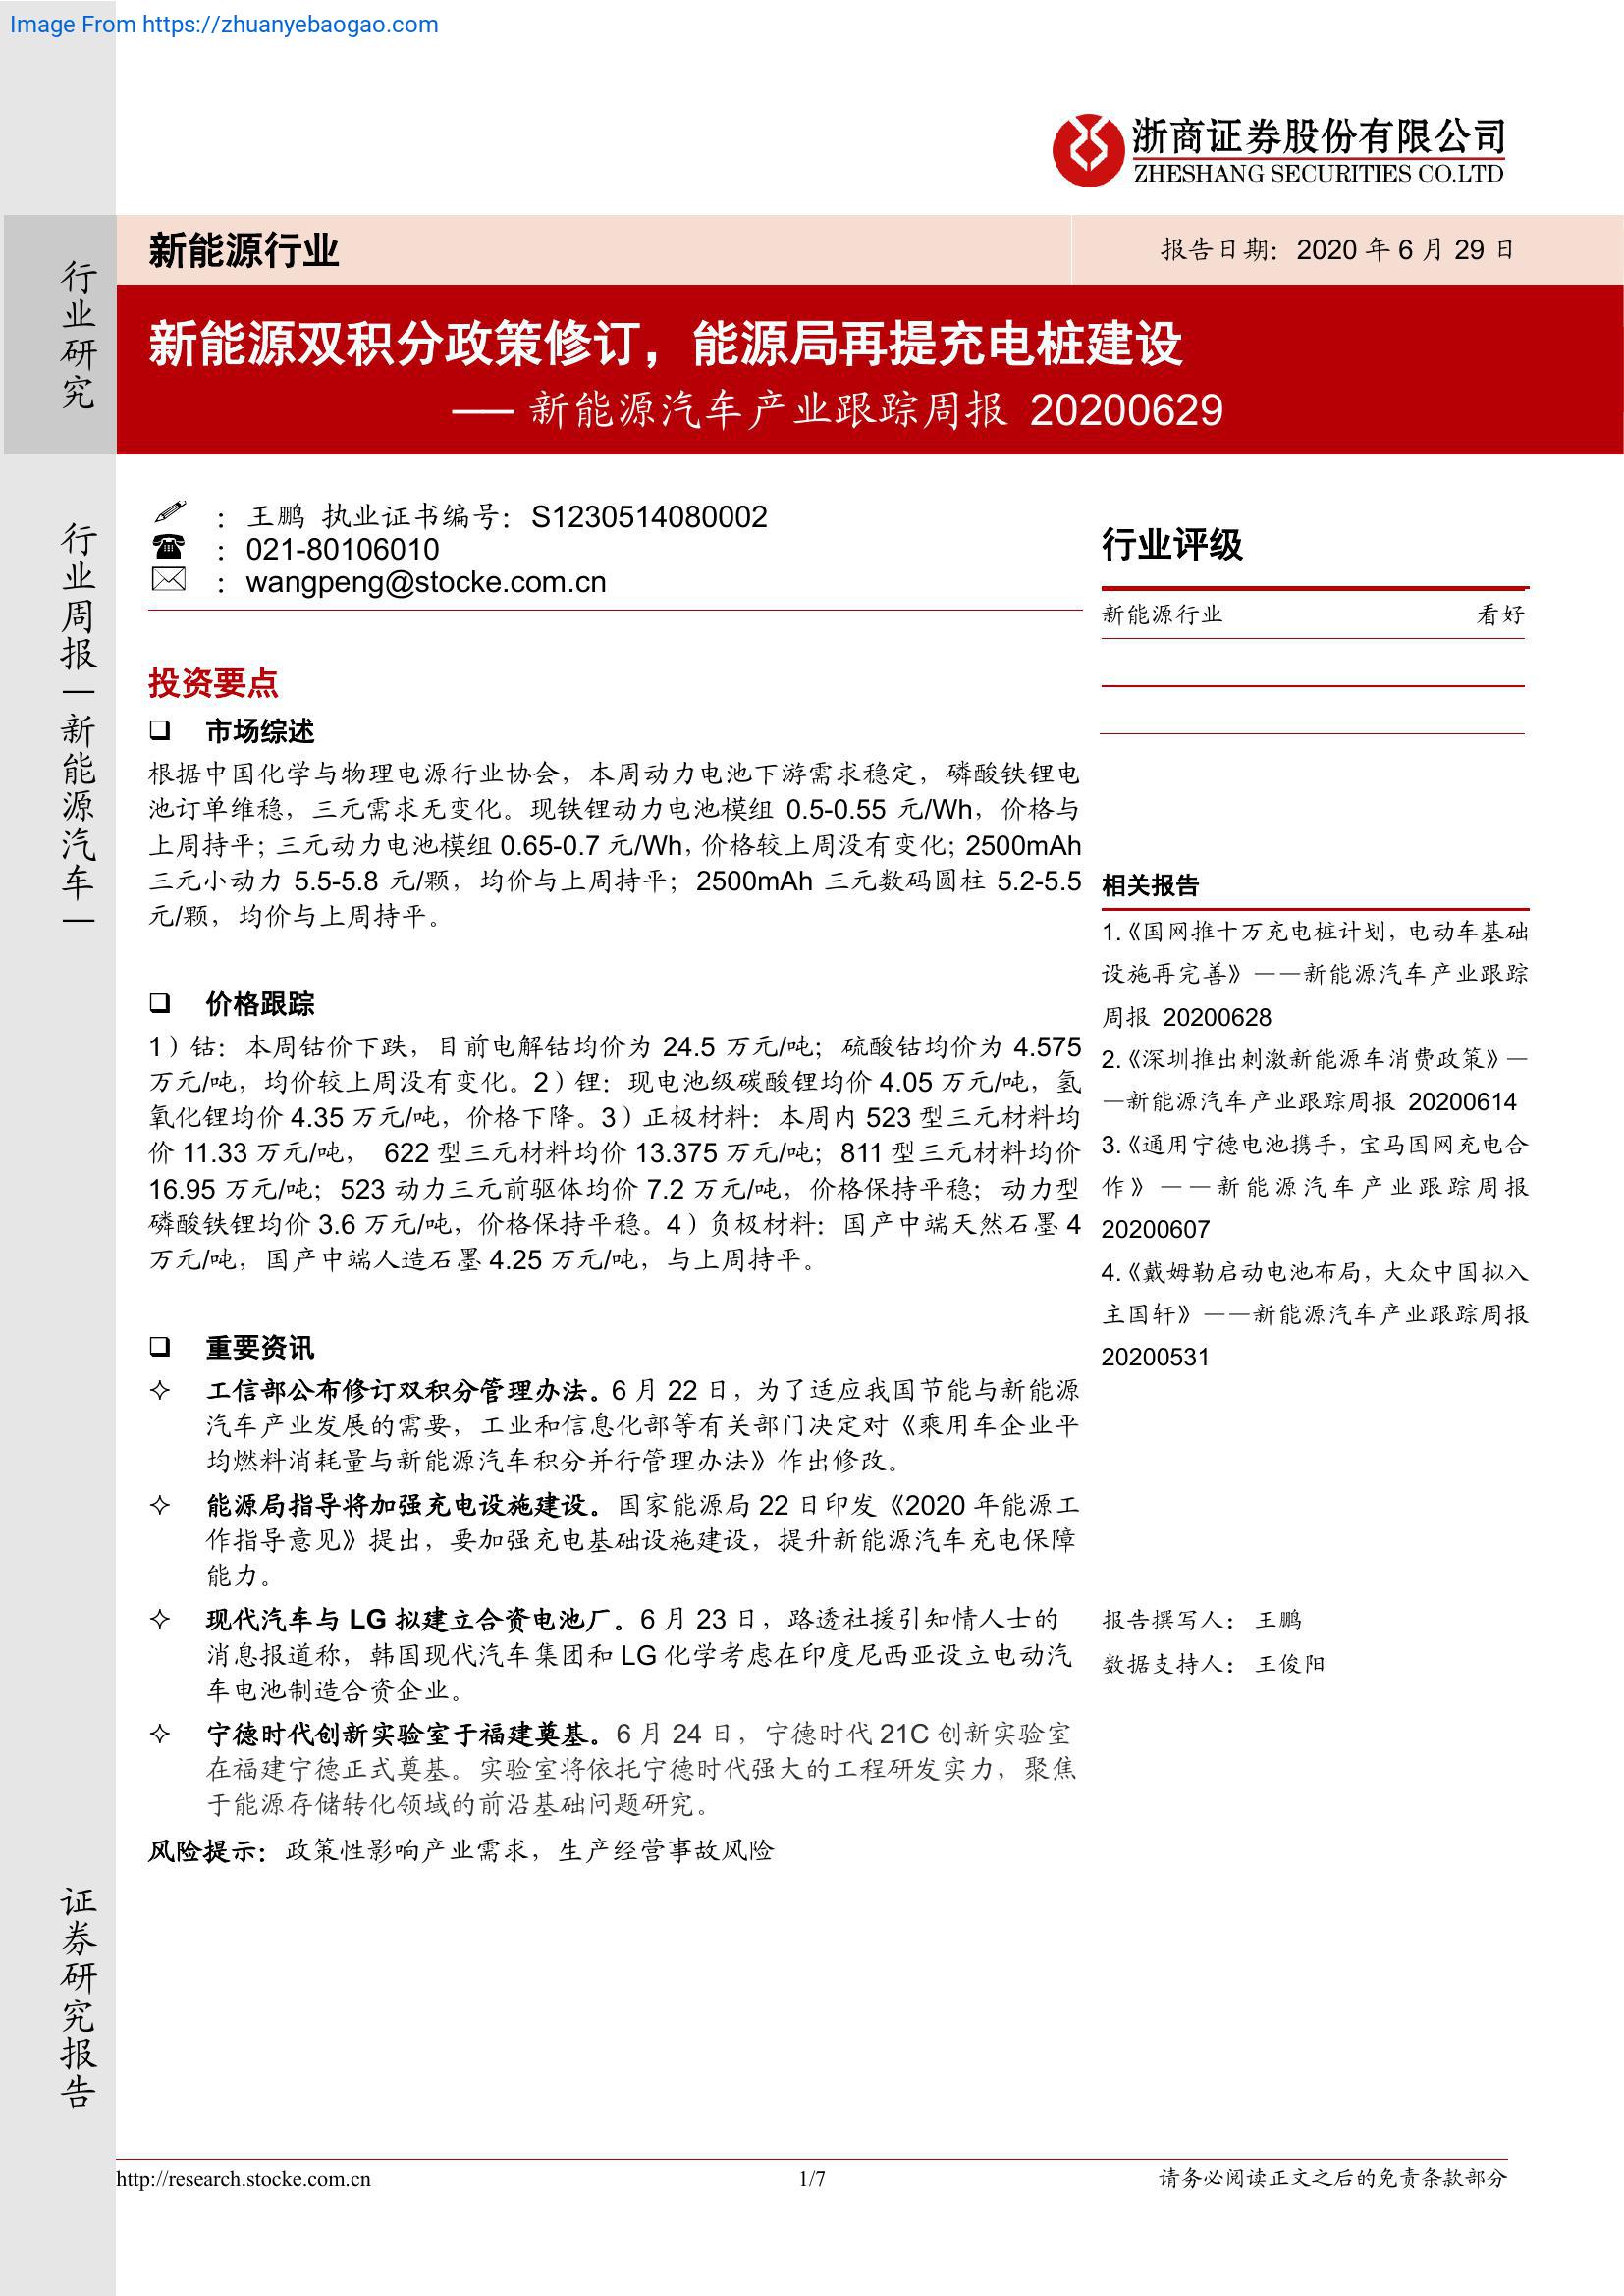 Image From https://zhuanyebaogao.com
浙商证券股份有限公司
ZHESHANG SECURITIES CO.LTD
行业研究
行业周报—新能源汽车—
证券研究报告
新能源行业
报告日期：2020 年 6 月 29 日
新能源双积分政策修订，能源局再提充电桩建设
—— 新能源汽车产业跟踪周报 20200629
：王鹏 执业证书编号：S1230514080002
：021-80106010
：wangpeng@stocke.com.cn
投资要点
市场综述
根据中国化学与物理电源行业协会，本周动力电池下游需求稳定，磷酸铁锂电
池订单维稳，三元需求无变化。现铁锂动力电池模组 0.5-0.55 元/Wh，价格与
上周持平；三元动力电池模组 0.65-0.7 元/Wh，价格较上周没有变化；2500mAh
三元小动力 5.5-5.8 元/颗，均价与上周持平；2500mAh 三元数码圆柱 5.2-5.5
元/颗，均价与上周持平。
价格跟踪
1）钴：本周钴价下跌，目前电解钴均价为 24.5 万元/吨；硫酸钴均价为 4.575
万元/吨，均价较上周没有变化。2）锂：现电池级碳酸锂均价 4.05 万元/吨，氢
氧化锂均价 4.35 万元/吨，价格下降。3）正极材料：本周内 523 型三元材料均
价 11.33 万元/吨， 622 型三元材料均价 13.375 万元/吨；811 型三元材料均价
16.95 万元/吨；523 动力三元前驱体均价 7.2 万元/吨，价格保持平稳；动力型
磷酸铁锂均价 3.6 万元/吨，价格保持平稳。4）负极材料：国产中端天然石墨 4
万元/吨，国产中端人造石墨 4.25 万元/吨，与上周持平。
重要资讯
工信部公布修订双积分管理办法。6 月 22 日，为了适应我国节能与新能源
汽车产业发展的需要，工业和信息化部等有关部门决定对《乘用车企业平
均燃料消耗量与新能源汽车积分并行管理办法》作出修改。
能源局指导将加强充电设施建设。国家能源局 22 日印发《2020 年能源工
作指导意见》提出，要加强充电基础设施建设，提升新能源汽车充电保障
能力。
现代汽车与 LG 拟建立合资电池厂。6 月 23 日，路透社援引知情人士的
消息报道称，韩国现代汽车集团和 LG 化学考虑在印度尼西亚设立电动汽
车电池制造合资企业。
宁德时代创新实验室于福建奠基。6 月 24 日，宁德时代 21C 创新实验室
在福建宁德正式奠基。实验室将依托宁德时代强大的工程研发实力，聚焦
于能源存储转化领域的前沿基础问题研究。
风险提示：政策性影响产业需求，生产经营事故风险
行业评级
新能源行业 看好
相关报告
1.《国网推十万充电桩计划，电动车基础
设施再完善》——新能源汽车产业跟踪
周报 20200628
2.《深圳推出刺激新能源车消费政策》—
—新能源汽车产业跟踪周报 20200614
3.《通用宁德电池携手，宝马国网充电合
作》——新能源汽车产业跟踪周报
20200607
4.《戴姆勒启动电池布局，大众中国拟入
主国轩》——新能源汽车产业跟踪周报
20200531
报告撰写人： 王鹏
数据支持人： 王俊阳
http://research.stocke.com.cn
1/7
请务必阅读正文之后的免责条款部分